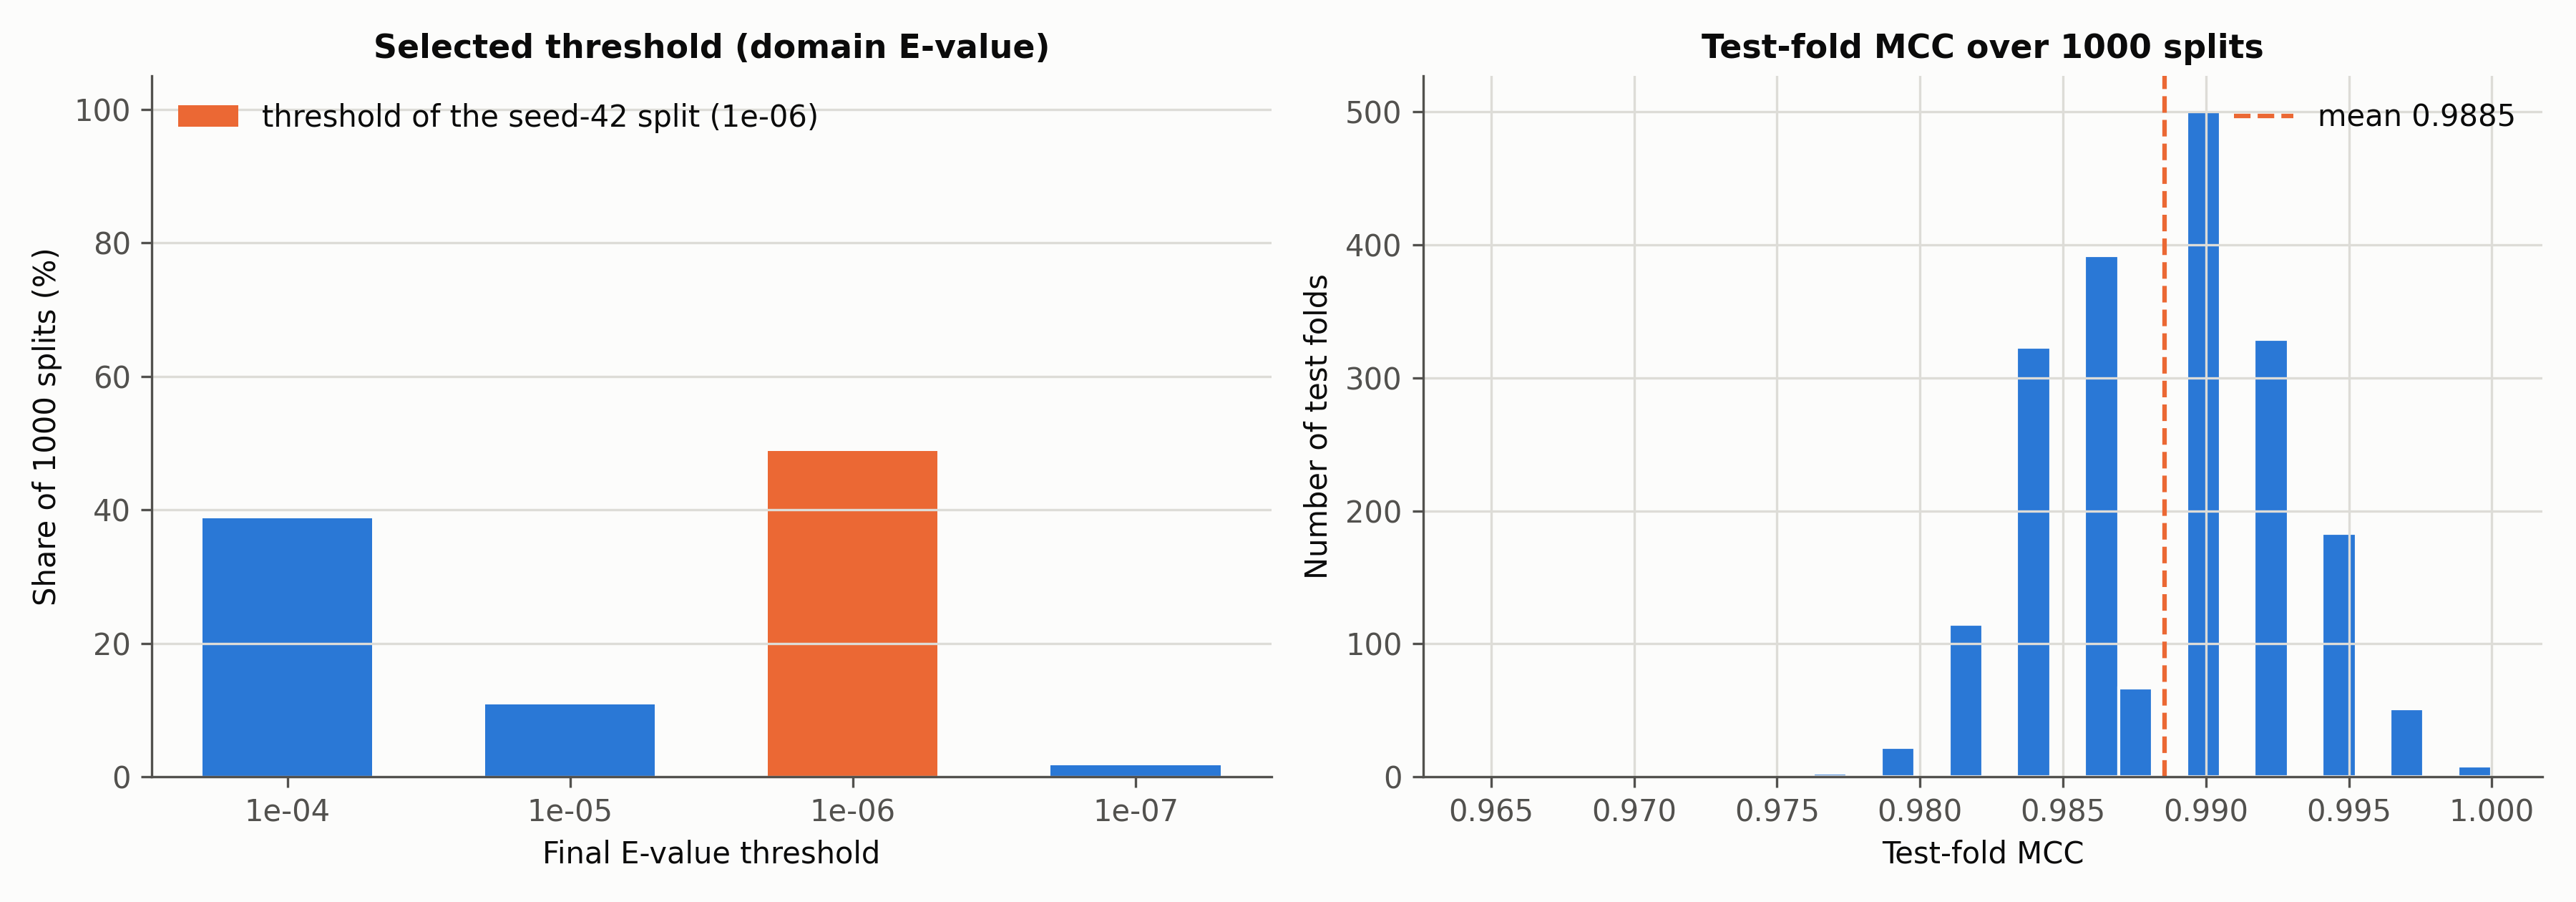 Selected threshold (domain E-value)
threshold of the seed-42 split (1e-06)
Share of 1000 splits (%)
100
80
60
40
20
0
1e-04 1e-05 1e-06 1e-07
Final E-value threshold
Test-fold MCC over 1000 splits
mean 0.9885
Number of test folds
500
400
300
200
100
0
0.965 0.970 0.975 0.980 0.985 0.990 0.995 1.000
Test-fold MCC